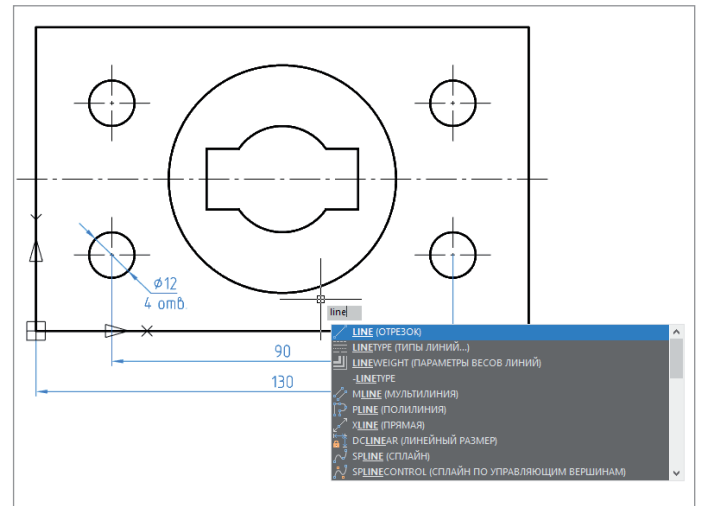 ⌀12
4 отв.
line
90
130
LINE (ОТРЕЗОК)
LINETYPE (ТИПЫ ЛИНИЙ...)
LINEWEIGHT (ПАРАМЕТРЫ ВЕСОВ ЛИНИЙ)
-LINETYPE
MLINE (МУЛЬТИЛИНИЯ)
PLINE (ПОЛИЛИНИЯ)
XLINE (ПРЯМАЯ)
DCLINEAR (ЛИНЕЙНЫЙ РАЗМЕР)
SPLINE (СПЛАЙН)
SPLINECONTROL (СПЛАЙН ПО УПРАВЛЯЮЩИМ ВЕРШИНАМ)